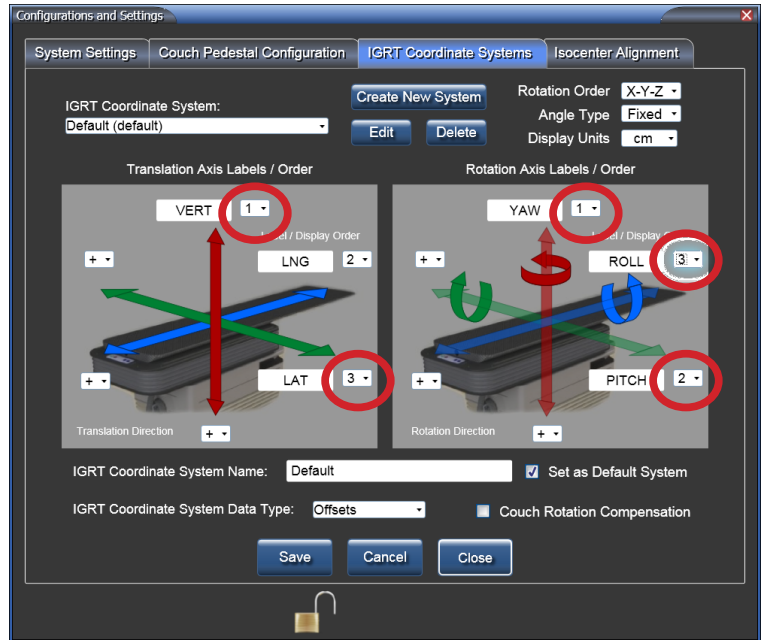 Configurations and Settings
System Settings Couch Pedestal Configuration IGRT Coordinate Systems Isocenter Alignment
IGRT Coordinate System:
Default (default)
Create New System
Edit Delete
Rotation Order X-Y-Z
Angle Type Fixed
Display Units cm
Translation Axis Labels / Order
VERT 1
Label / Display Order
+ LNG 2
+ LAT 3
Translation Direction +
Rotation Axis Labels / Order
YAW 1
/ Display
+ ROLL 3
+ PITCH 2
Rotation Direction +
IGRT Coordinate System Name: Default Set as Default System
IGRT Coordinate System Data Type: Offsets Couch Rotation Compensation
Save Cancel Close